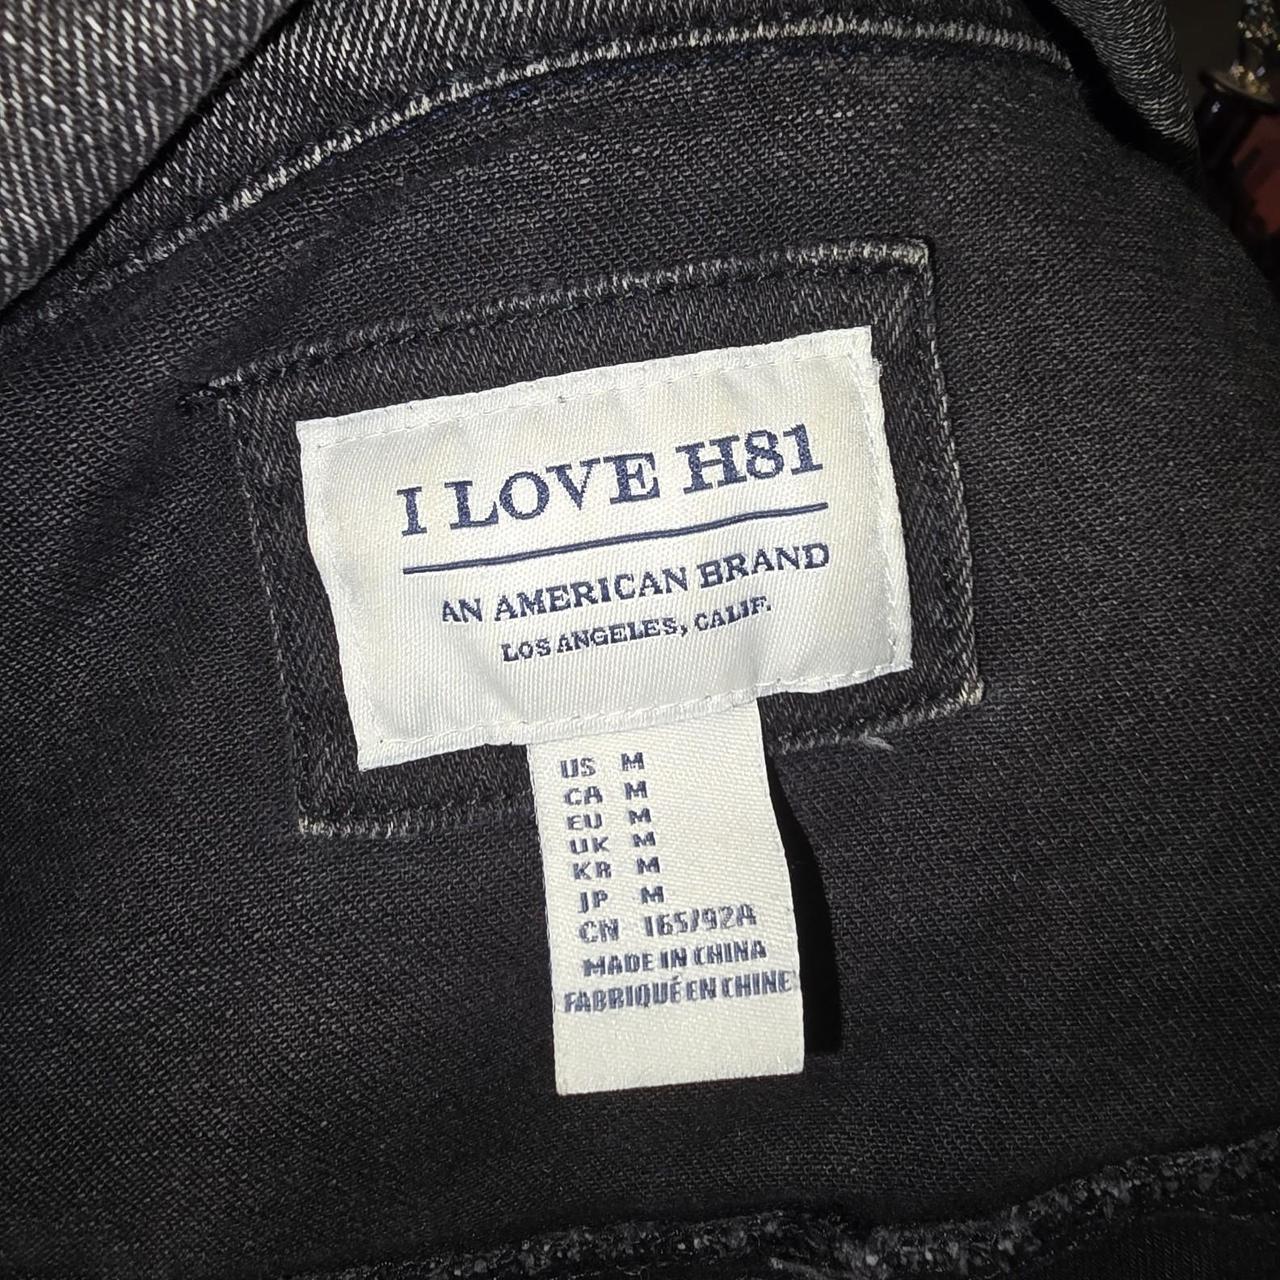 I LOVE H81
AN AMERICAN BRAND
LOS ANGELES, CALIF.
US M
CA M
EU M
UK M
KR M
JP M
CN 165/92A
MADE IN CHINA
FABRIQUÉ EN CHINE